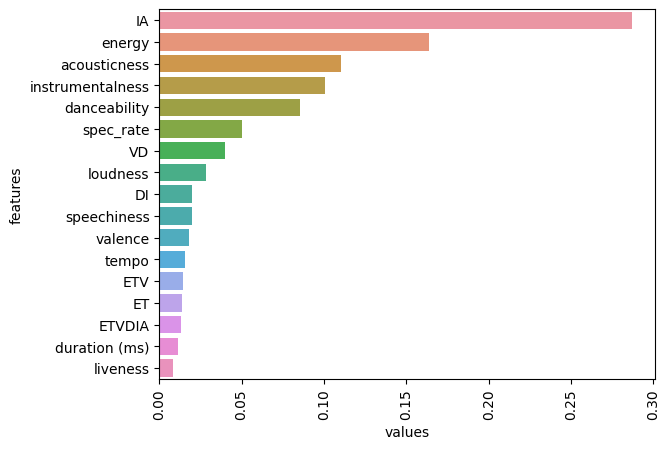 IA
energy
acousticness
instrumentalness
danceability
spec_rate
VD
loudness
DI
speechiness
valence
tempo
ETV
ET
ETVDIA
duration (ms)
liveness
features
0.00
0.05
0.10
0.15
0.20
0.25
0.30
values